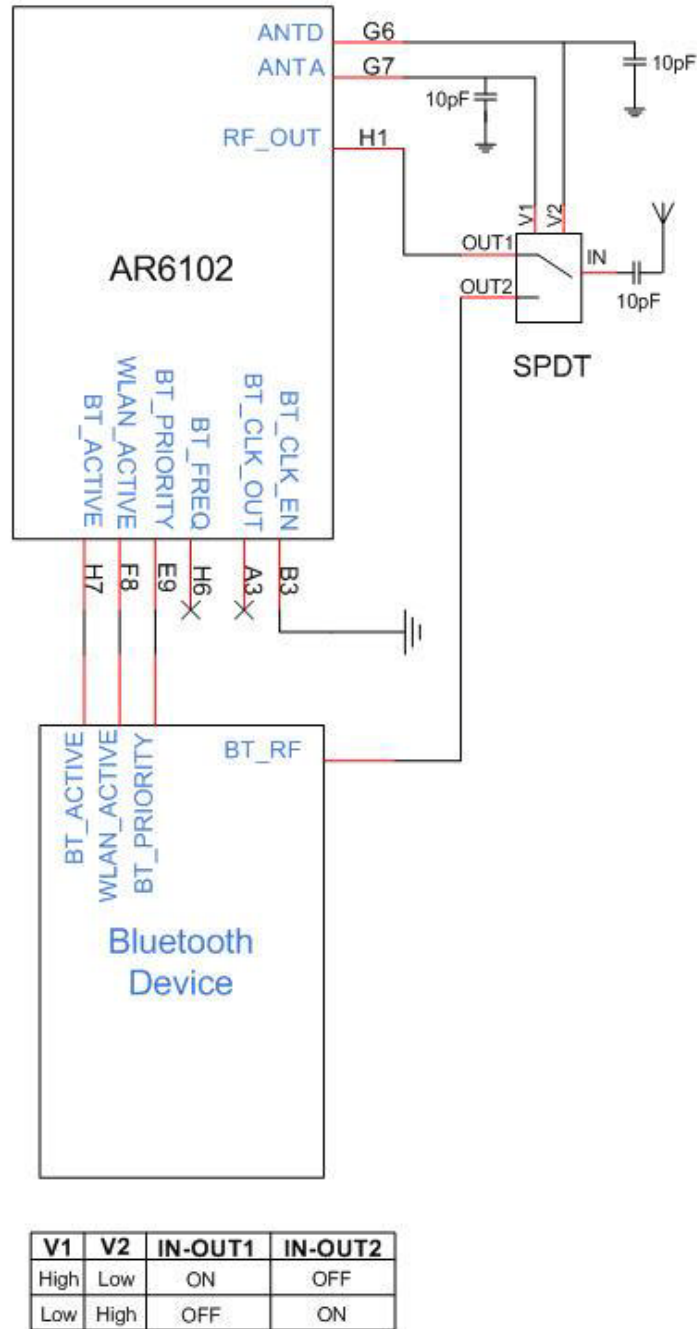 ANTD G6
10pF
ANTA G7
10pF
RF_OUT H1
V1 V2
OUT1 IN
OUT2
10pF
AR6102
SPDT
BT_ACTIVE
WLAN_ACTIVE
BT_PRIORITY
BT_FREQ
BT_CLK_OUT
BT_CLK_EN
H7 F8 E9 H6 A3 B3
BT_ACTIVE
WLAN_ACTIVE
BT_PRIORITY
BT_RF
Bluetooth
Device
V1 V2 IN-OUT1 IN-OUT2
High Low ON OFF
Low High OFF ON